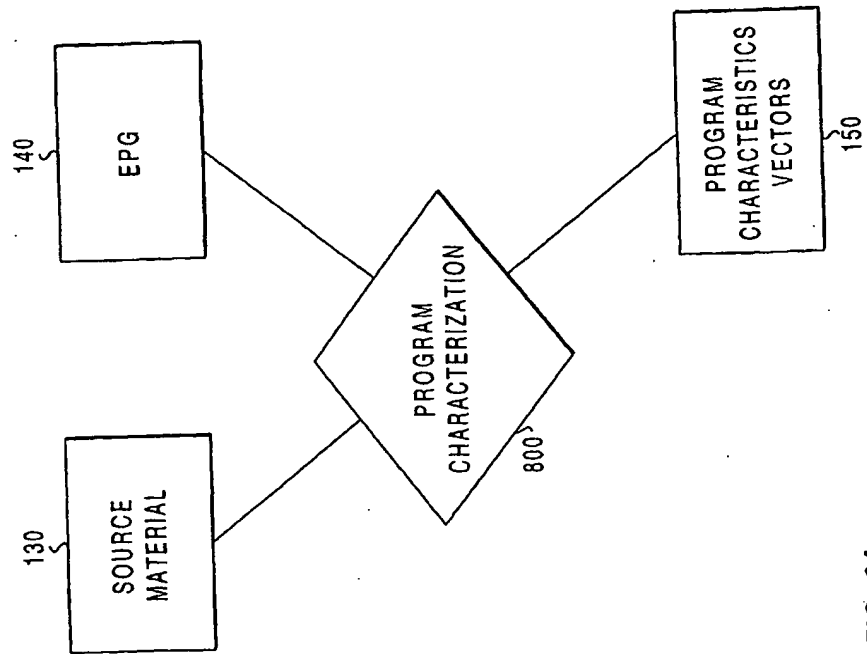 130
SOURCE
MATERIAL
140
EPG
PROGRAM
CHARACTERIZATION
800
PROGRAM
CHARACTERISTICS
VECTORS
150